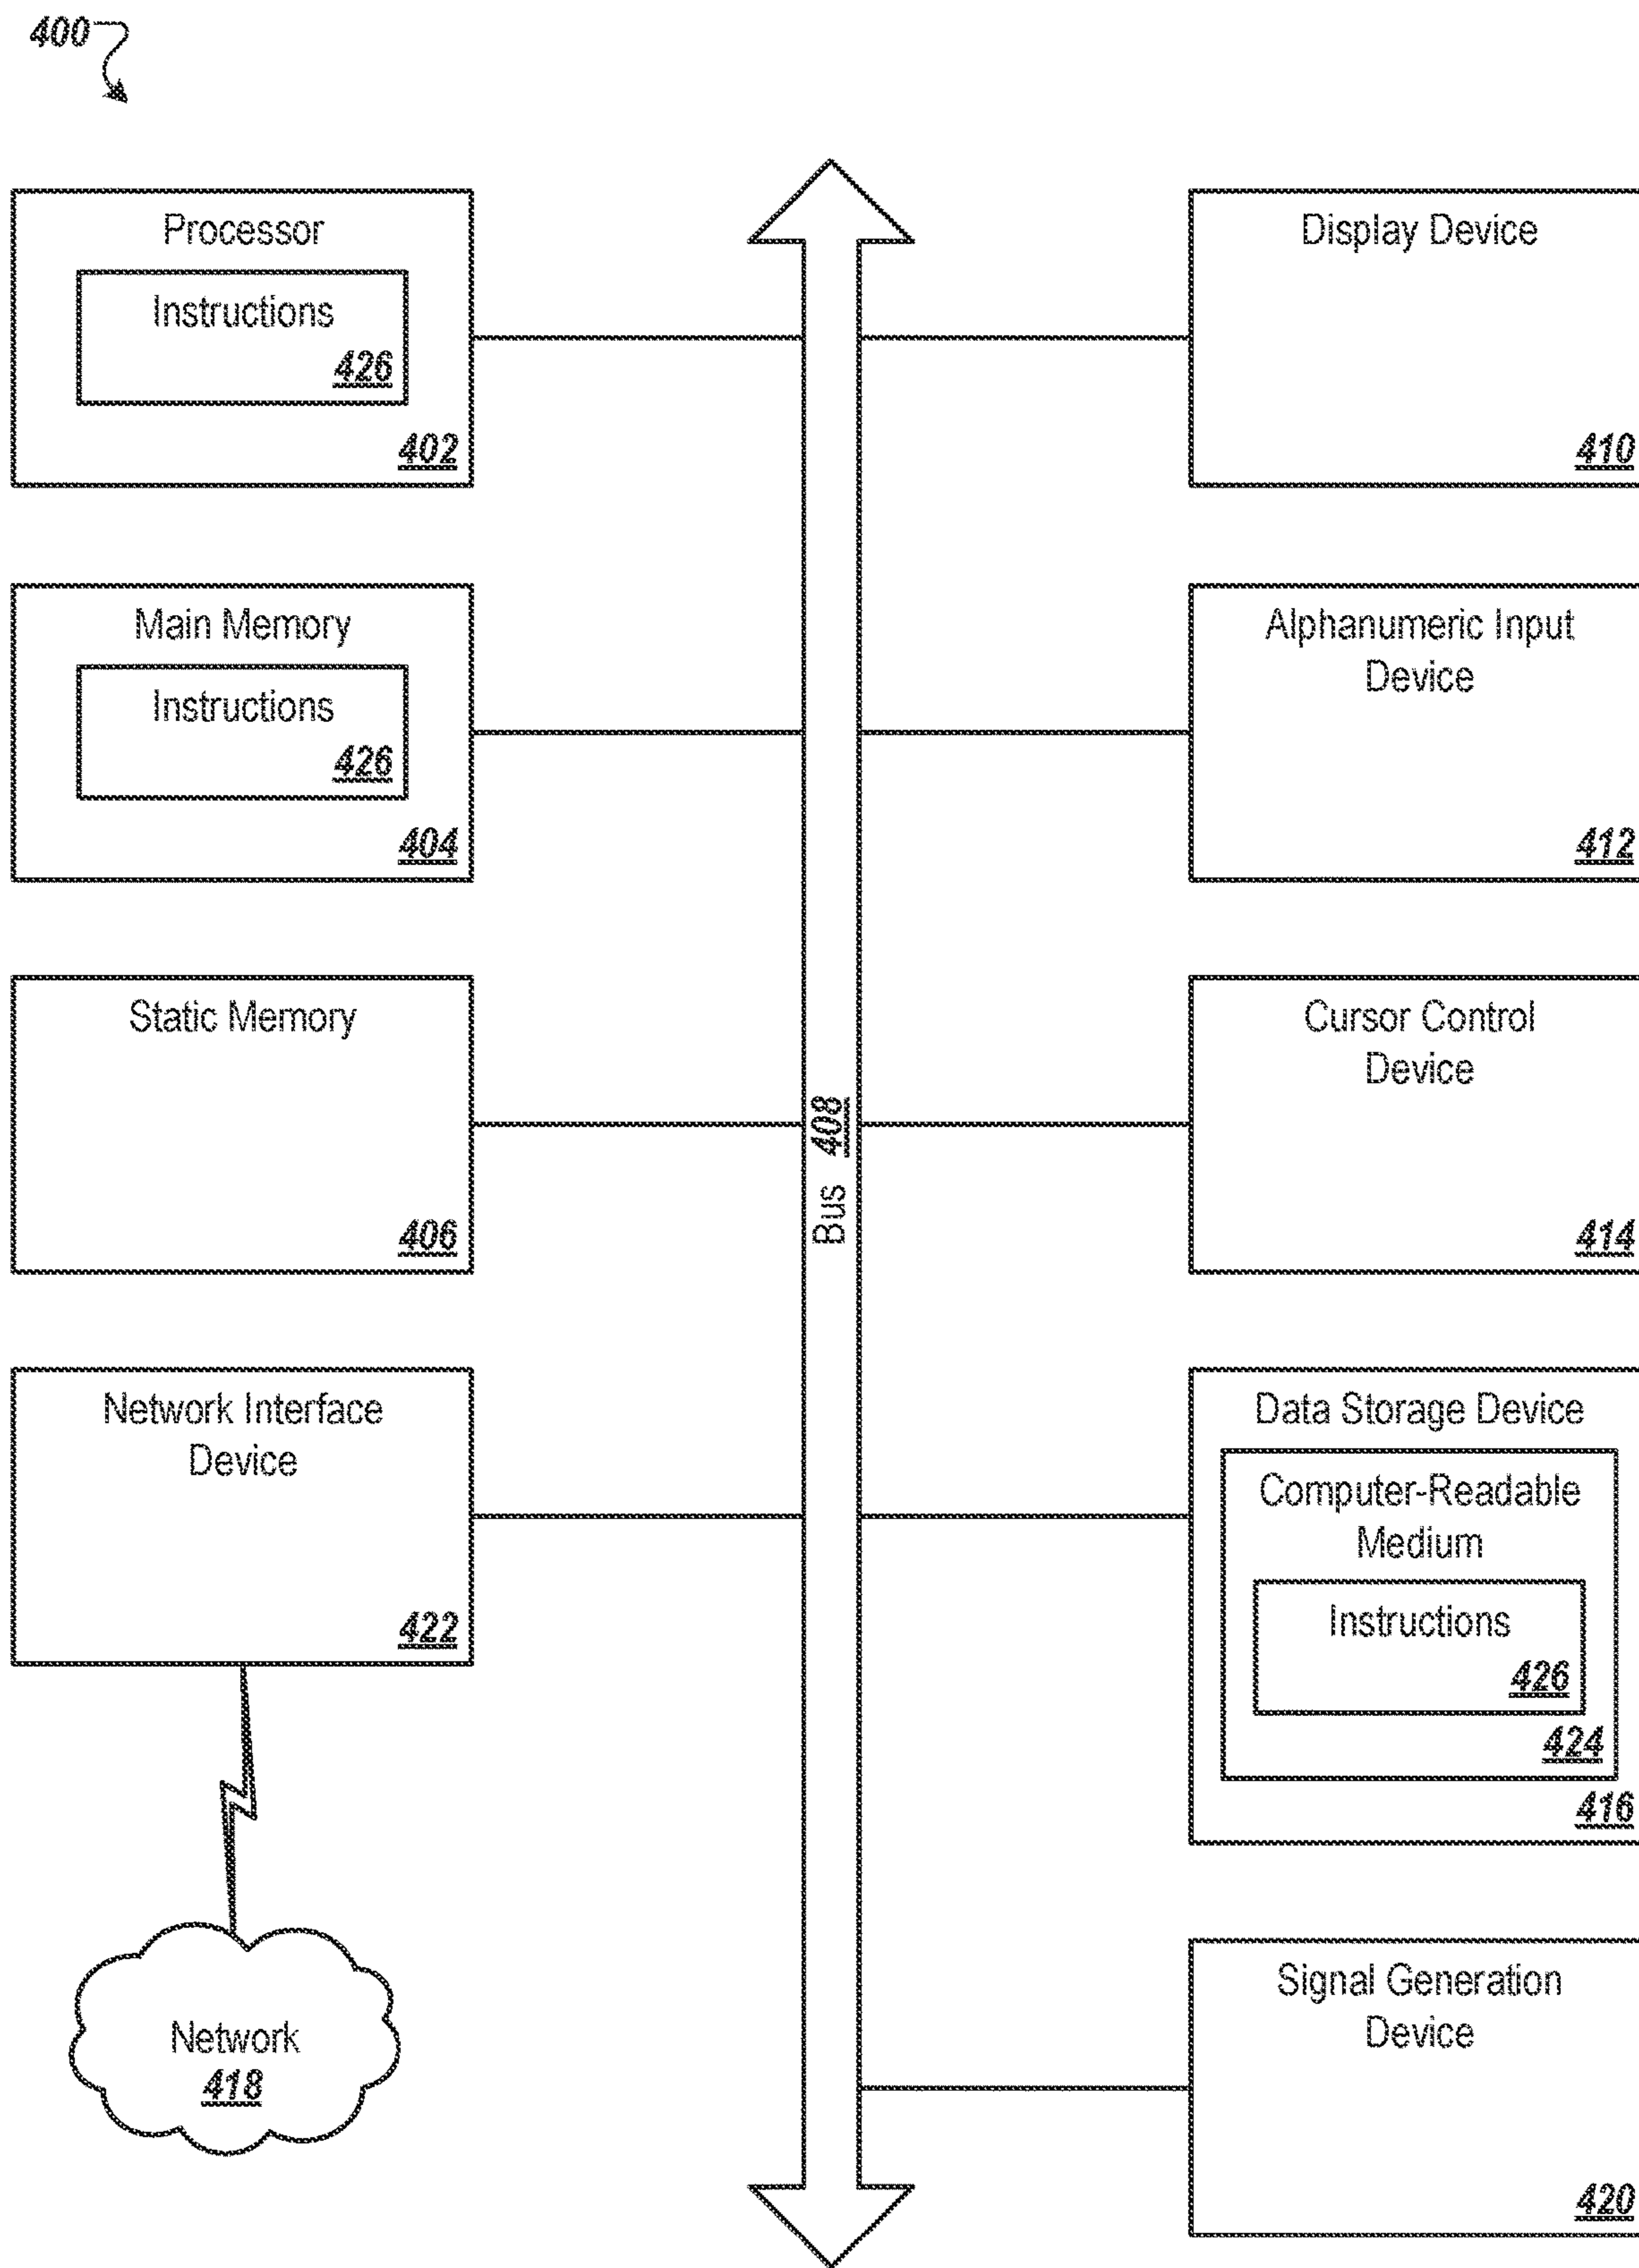 400
Processor
Instructions
426
402
Main Memory
Instructions
426
404
Static Memory
406
Network Interface
Device
422
Network
418
Bus 408
Display Device
410
Alphanumeric Input
Device
412
Cursor Control
Device
414
Data Storage Device
Computer-Readable
Medium
Instructions
426
424
416
Signal Generation
Device
420